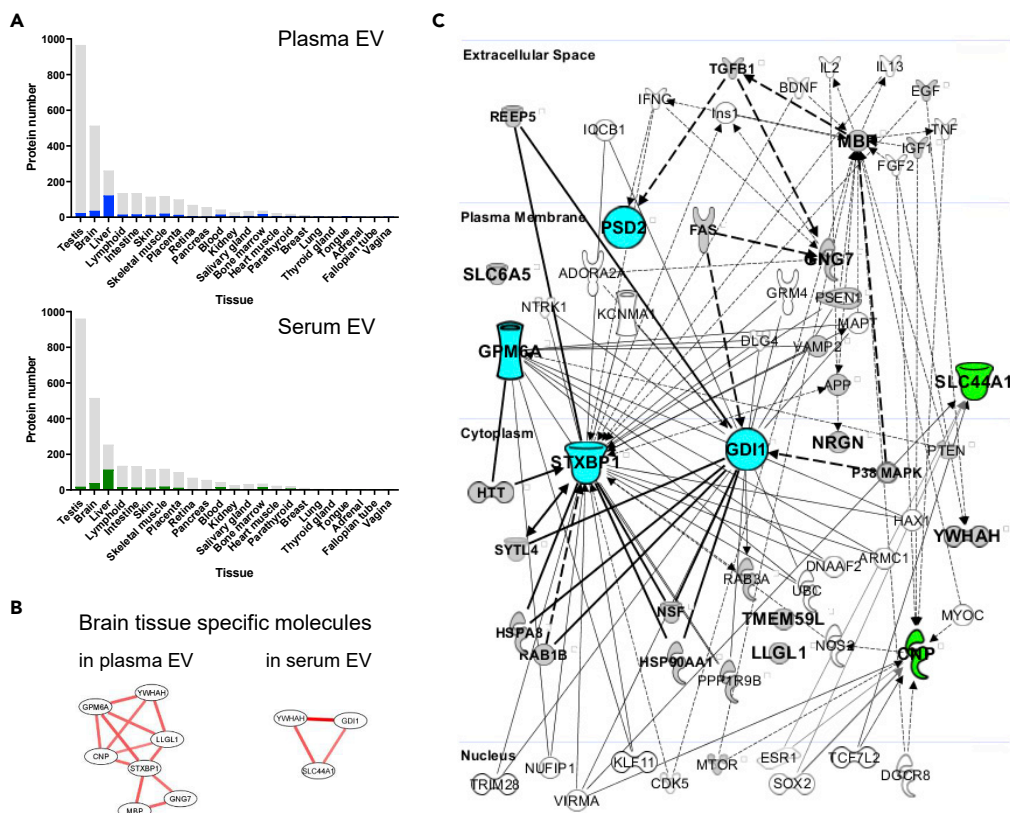 A
Plasma EV
1000
800
600
400
200
0
Protein number
Testis
Brain
Liver
Lymphoid
Intestine
Skin
Skeletal muscle
Placenta
Retina
Pancreas
Blood
Kidney
Salivary gland
Bone marrow
Heart muscle
Parathyroid
Breast
Lung
Thyroid gland
Tongue
Adrenal
Fallopian tube
Vagina
Tissue
Serum EV
1000
800
600
400
200
0
Protein number
Testis
Brain
Liver
Lymphoid
Intestine
Skin
Skeletal muscle
Placenta
Retina
Pancreas
Blood
Kidney
Salivary gland
Bone marrow
Heart muscle
Parathyroid
Breast
Lung
Thyroid gland
Tongue
Adrenal
Fallopian tube
Vagina
Tissue
B
Brain tissue specific molecules
in plasma EV
in serum EV
YWHAH
GPM6A
LLGL1
CNP
STXBP1
GNG7
MBP
YWHAH
GDI1
SLC44A1
C
Extracellular Space
TGFB1
IL2
IL13
BDNF
EGF
IFNG
REEP5
Ins1
IQCB1
TNF
MBP
IGF1
FGF2
Plasma Membrane
PSD2
FAS
GNG7
SLC6A5
ADORA2A
GRM4
PSEN1
NTRK1
KCNMA1
MAPT
DLG4
VAMP2
GPM6A
SLC44A1
APP
Cytoplasm
NRGN
GDI1
STXBP1
PTEN
P38 MAPK
HTT
HAX1
YWHAH
SYTL4
ARMC1
DNAAF2
RAB3A
UBC
NSF
TMEM59L
MYOC
HSPA8
RAB1B
HSP90AA1
LLGL1
NOS2
CNP
PPP1R9B
Nucleus
NUFIP1
KLF11
MTOR
ESR1
TCF7L2
TRIM28
CDK5
SOX2
DGCR8
VIRMA